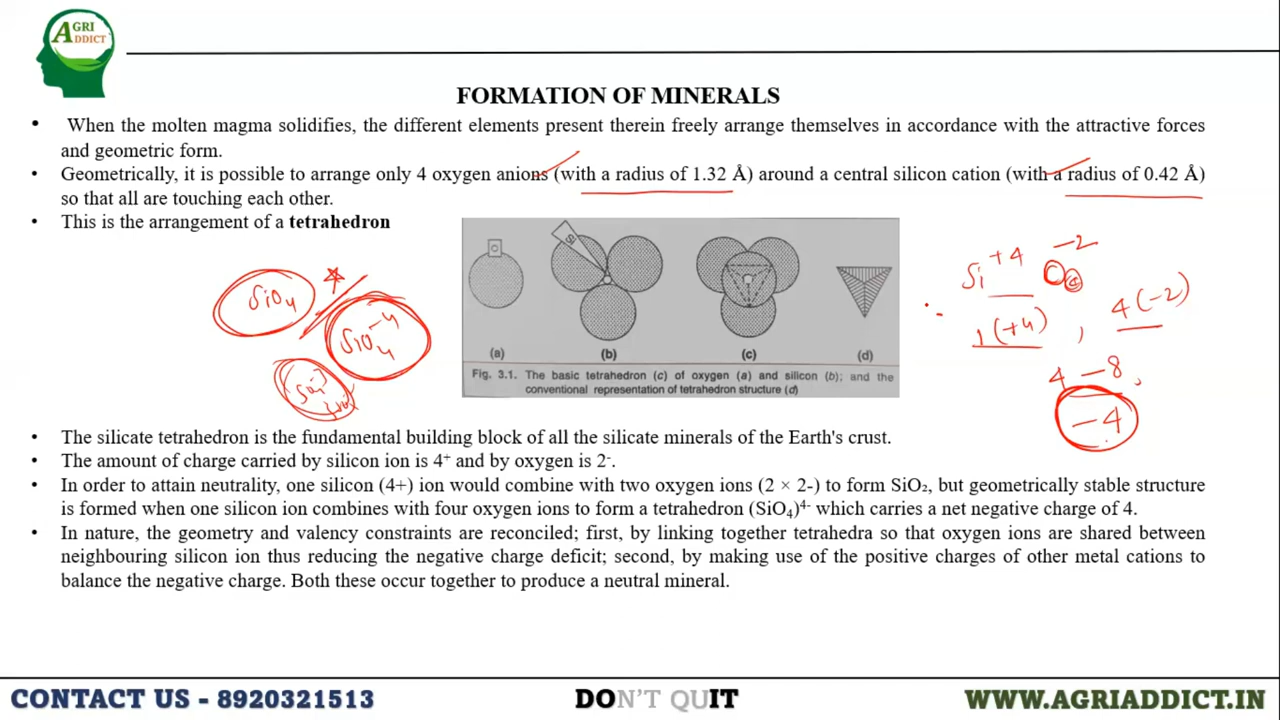 AGRI
ADDICT
FORMATION OF MINERALS
• When the molten magma solidifies, the different elements present therein freely arrange themselves in accordance with the attractive forces
and geometric form.
• Geometrically, it is possible to arrange only 4 oxygen anions (with a radius of 1.32 Å) around a central silicon cation (with a radius of 0.42 Å)
so that all are touching each other.
• This is the arrangement of a tetrahedron
O
Si
(a) (b) (c) (d)
Fig. 3.1. The basic tetrahedron (c) of oxygen (a) and silicon (b); and the
conventional representation of tetrahedron structure (d)
SiO₄
SiO₄⁻⁴
Si⁺⁴ O₄⁻²
∴ 1(+4), 4(-2)
4 -8,
-4
• The silicate tetrahedron is the fundamental building block of all the silicate minerals of the Earth's crust.
• The amount of charge carried by silicon ion is 4⁺ and by oxygen is 2⁻.
• In order to attain neutrality, one silicon (4+) ion would combine with two oxygen ions (2 × 2-) to form SiO₂, but geometrically stable structure
is formed when one silicon ion combines with four oxygen ions to form a tetrahedron (SiO₄)⁴⁻ which carries a net negative charge of 4.
• In nature, the geometry and valency constraints are reconciled; first, by linking together tetrahedra so that oxygen ions are shared between
neighbouring silicon ion thus reducing the negative charge deficit; second, by making use of the positive charges of other metal cations to
balance the negative charge. Both these occur together to produce a neutral mineral.
CONTACT US - 8920321513 DON'T QUIT WWW.AGRIADDICT.IN